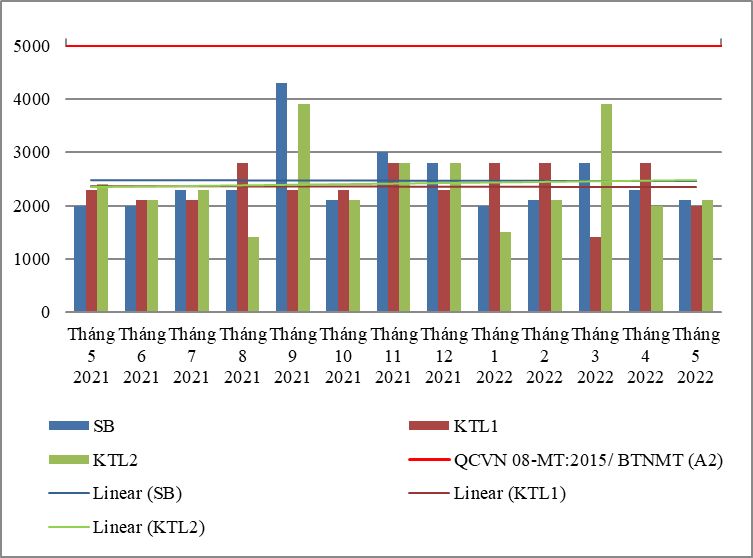 5000
4000
3000
2000
1000
0
Tháng Tháng Tháng Tháng Tháng Tháng Tháng Tháng Tháng Tháng Tháng Tháng Tháng
5 6 7 8 9 10 11 12 1 2 3 4 5
2021 2021 2021 2021 2021 2021 2021 2021 2022 2022 2022 2022 2022
SB KTL1
KTL2 QCVN 08-MT:2015/ BTNMT (A2)
Linear (SB) Linear (KTL1)
Linear (KTL2)